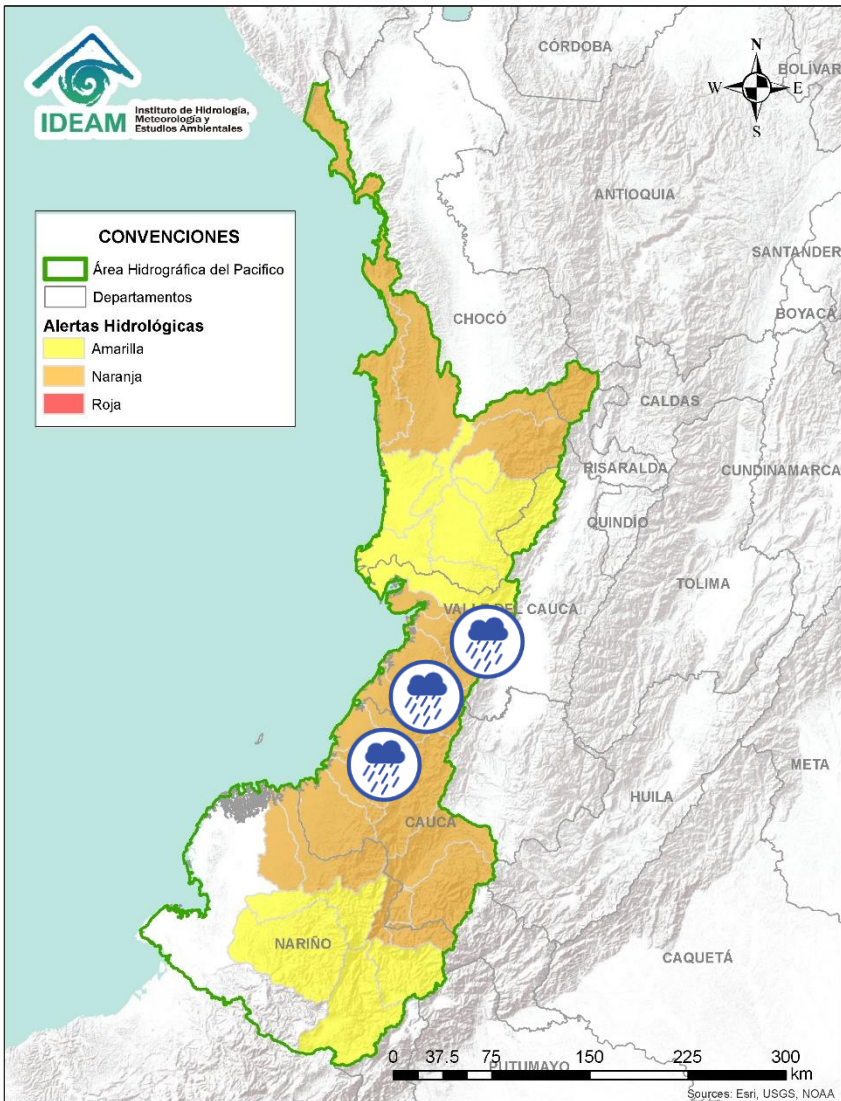 IDEAM
Instituto de Hidrología,
Meteorología y
Estudios Ambientales
N
W
E
S
CÓRDOBA
BOLÍVAR
ANTIOQUIA
SANTANDER
BOYACÁ
CONVENCIONES
Área Hidrográfica del Pacifico
Departamentos
Alertas Hidrológicas
Amarilla
Naranja
Roja
CHOCÓ
CALDAS
RISARALDA
CUNDINAMARCA
QUINDÍO
TOLIMA
VALLE DEL CAUCA
META
HUILA
CAUCA
NARIÑO
CAQUETÁ
PUTUMAYO
0 37.5 75 150 225 300
km
Sources: Esri, USGS, NOAA